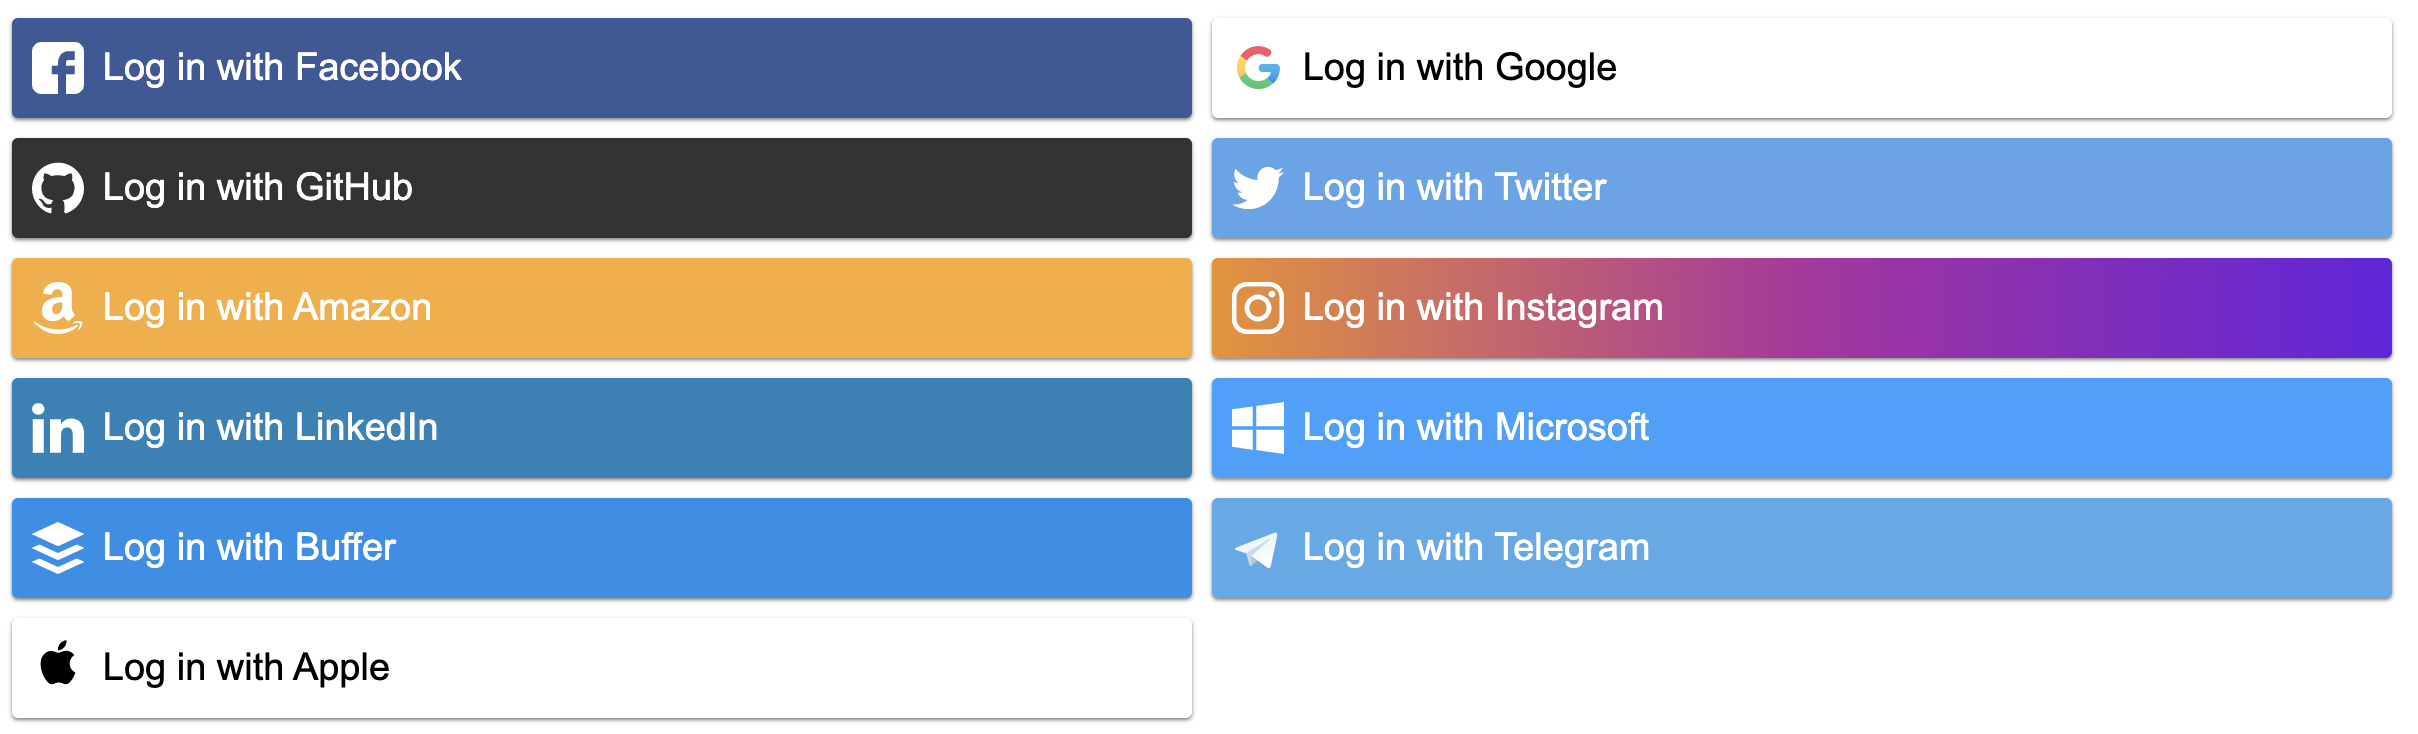 Log in with Facebook
Log in with Google
Log in with GitHub
Log in with Twitter
Log in with Amazon
Log in with Instagram
Log in with LinkedIn
Log in with Microsoft
Log in with Buffer
Log in with Telegram
Log in with Apple